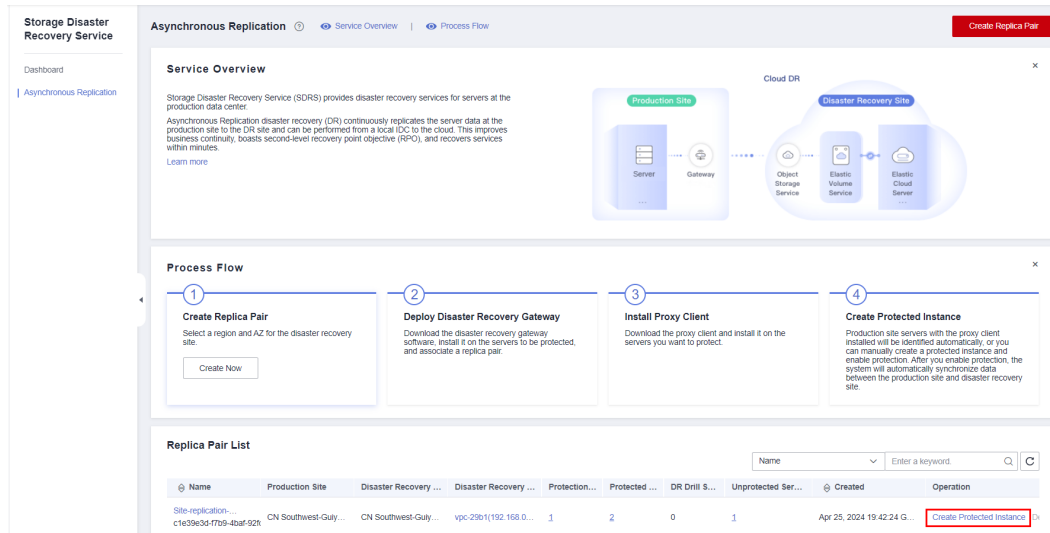 Storage Disaster
Recovery Service
Dashboard
Asynchronous Replication
Asynchronous Replication
Service Overview
|
Process Flow
Create Replica Pair
Service Overview
Storage Disaster Recovery Service (SDRS) provides disaster recovery services for servers at the
production data center.
Asynchronous Replication disaster recovery (DR) continuously replicates the server data at the
production site to the DR site and can be performed from a local IDC to the cloud. This improves
business continuity, boasts second-level recovery point objective (RPO), and recovers services
within minutes.
Learn more
Cloud DR
Production Site
Disaster Recovery Site
Server
Gateway
Object
Storage
Service
Elastic
Volume
Service
Elastic
Cloud
Server
Process Flow
1
Create Replica Pair
Select a region and AZ for the disaster recovery
site.
Create Now
2
Deploy Disaster Recovery Gateway
Download the disaster recovery gateway
software, install it on the servers to be protected,
and associate a replica pair.
3
Install Proxy Client
Download the proxy client and install it on the
servers you want to protect.
4
Create Protected Instance
Production site servers with the proxy client
installed will be identified automatically, or you
can manually create a protected instance and
enable protection. After you enable protection, the
system will automatically synchronize data
between the production site and disaster recovery
site.
Replica Pair List
Name
Enter a keyword.
Name Production Site Disaster Recovery ... Disaster Recovery ... Protection... Protected ... DR Drill S... Unprotected Ser... Created Operation
Site-replication-...
c1e39e3d-f7b9-4baf-92f
CN Southwest-Guiy... CN Southwest-Guiy... vpc-29b1(192.168.0... 1 2 0 1 Apr 25, 2024 19:42:24 G... Create Protected Instance